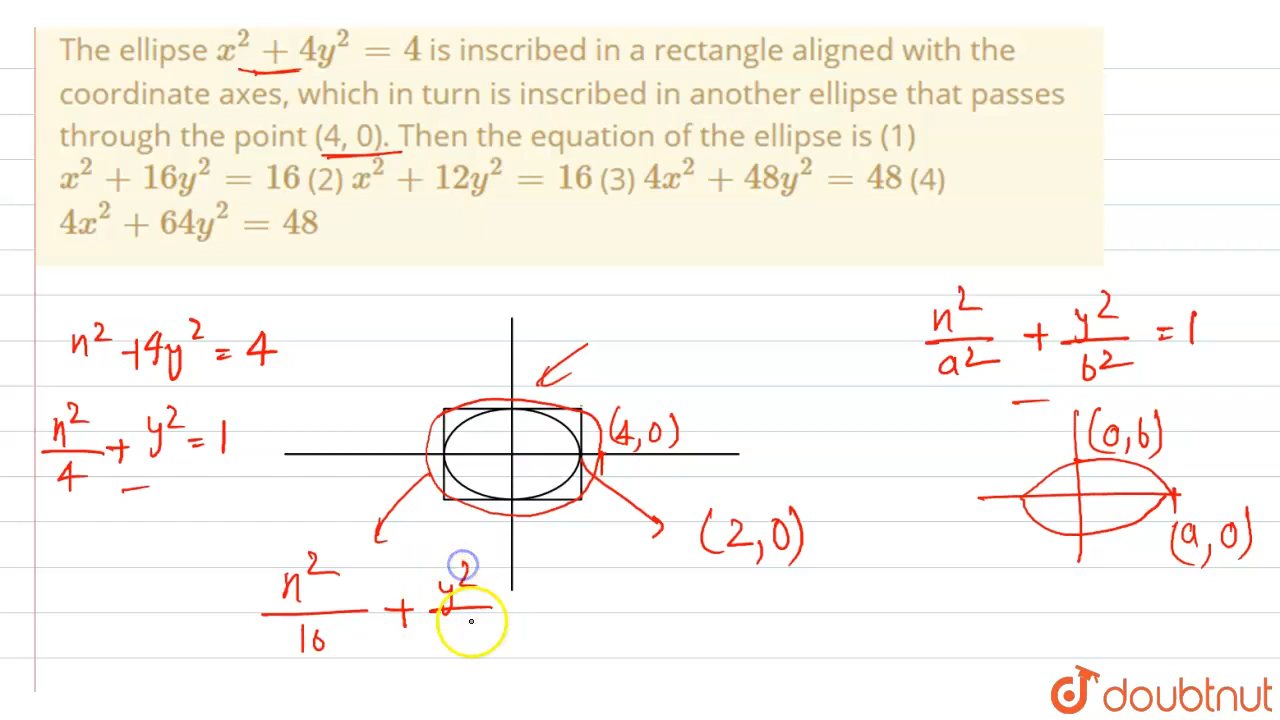 The ellipse x² + 4y² = 4 is inscribed in a rectangle aligned with the
coordinate axes, which in turn is inscribed in another ellipse that passes
through the point (4, 0). Then the equation of the ellipse is (1)
x² + 16y² = 16 (2) x² + 12y² = 16 (3) 4x² + 48y² = 48 (4)
4x² + 64y² = 48
x² + 4y² = 4
x²/4 + y² = 1
(4,0)
(2,0)
x²/16 + y²
x²/a² + y²/b² = 1
(0,b)
(a,0)
doubtnut